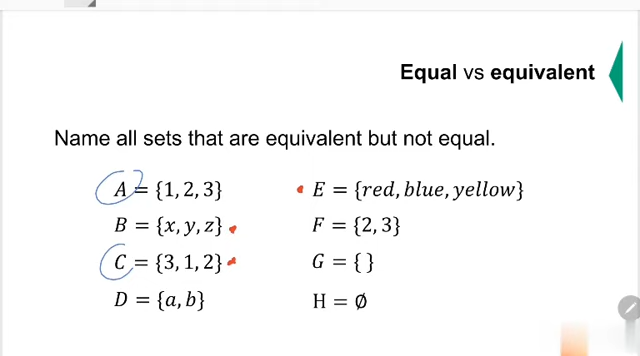 Equal vs equivalent
Name all sets that are equivalent but not equal.
A = {1, 2, 3}
B = {x, y, z}
C = {3, 1, 2}
D = {a, b}
E = {red, blue, yellow}
F = {2, 3}
G = { }
H = ∅